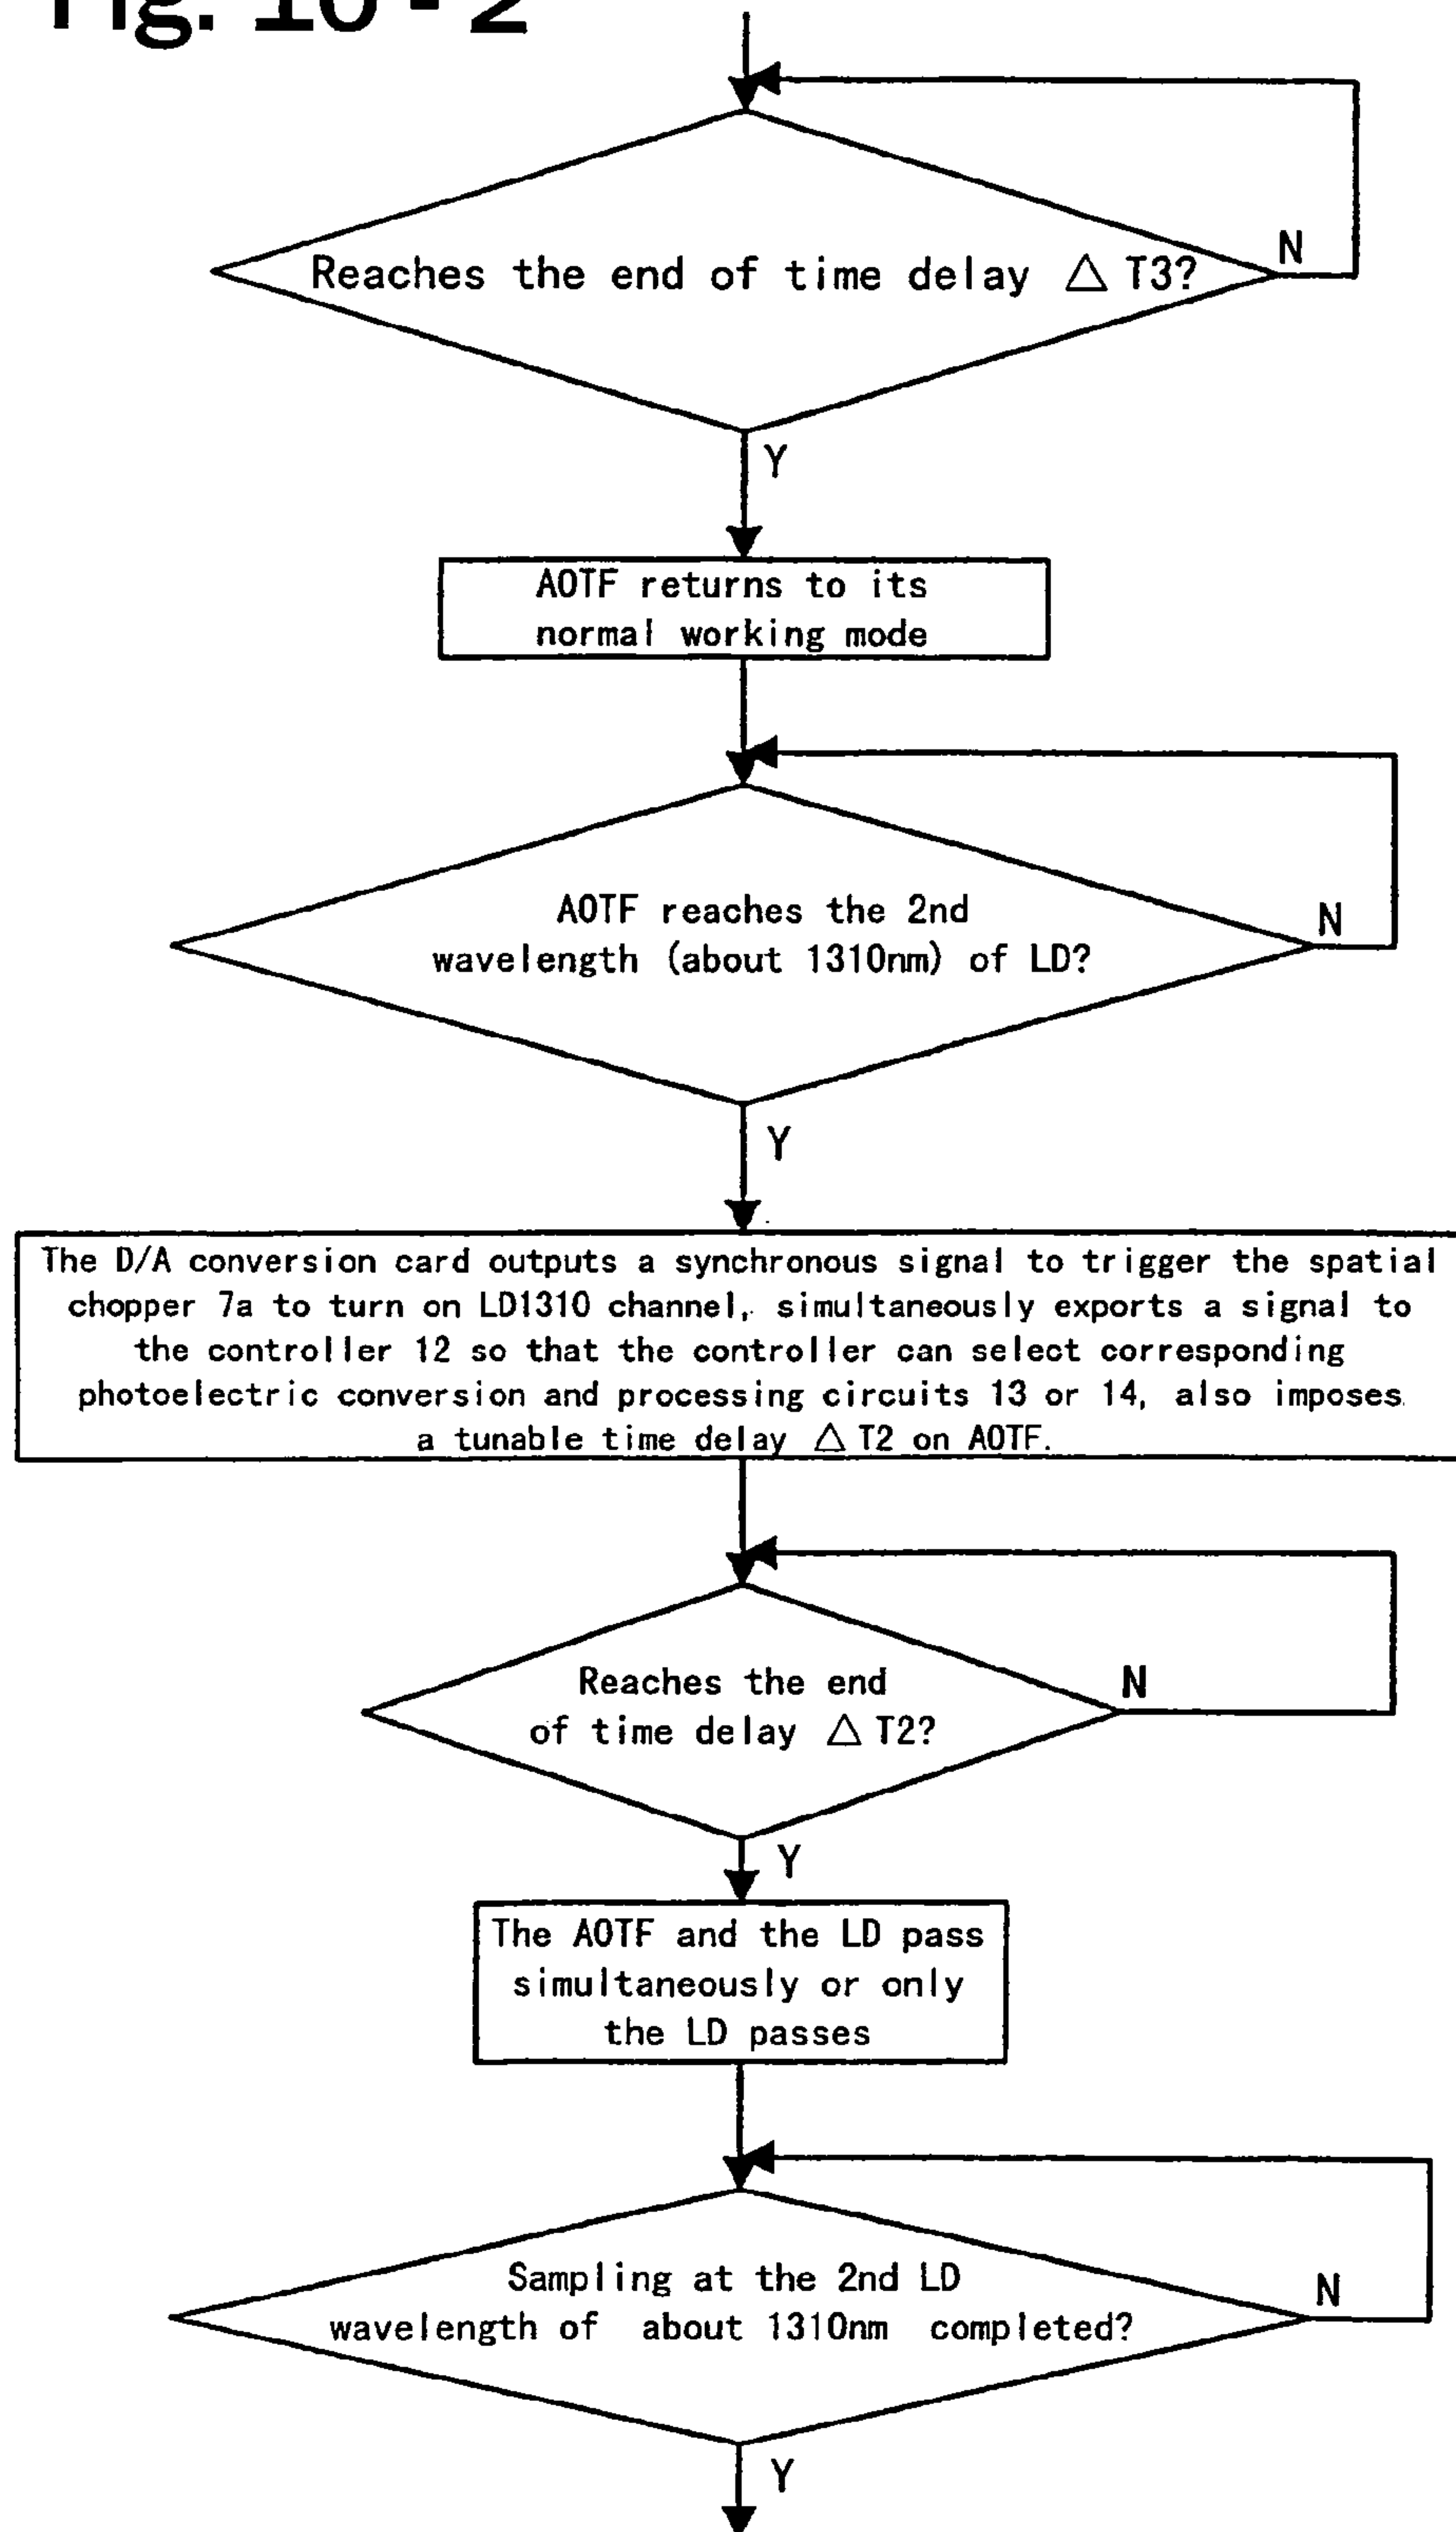 Fig. 10 - 2
Reaches the end of time delay △ T3?
N
Y
AOTF returns to its
normal working mode
AOTF reaches the 2nd
wavelength (about 1310nm) of LD?
N
Y
The D/A conversion card outputs a synchronous signal to trigger the spatial
chopper 7a to turn on LD1310 channel, simultaneously exports a signal to
the controller 12 so that the controller can select corresponding
photoelectric conversion and processing circuits 13 or 14, also imposes
a tunable time delay △ T2 on AOTF.
Reaches the end
of time delay △ T2?
N
Y
The AOTF and the LD pass
simultaneously or only
the LD passes
Sampling at the 2nd LD
wavelength of about 1310nm completed?
N
Y